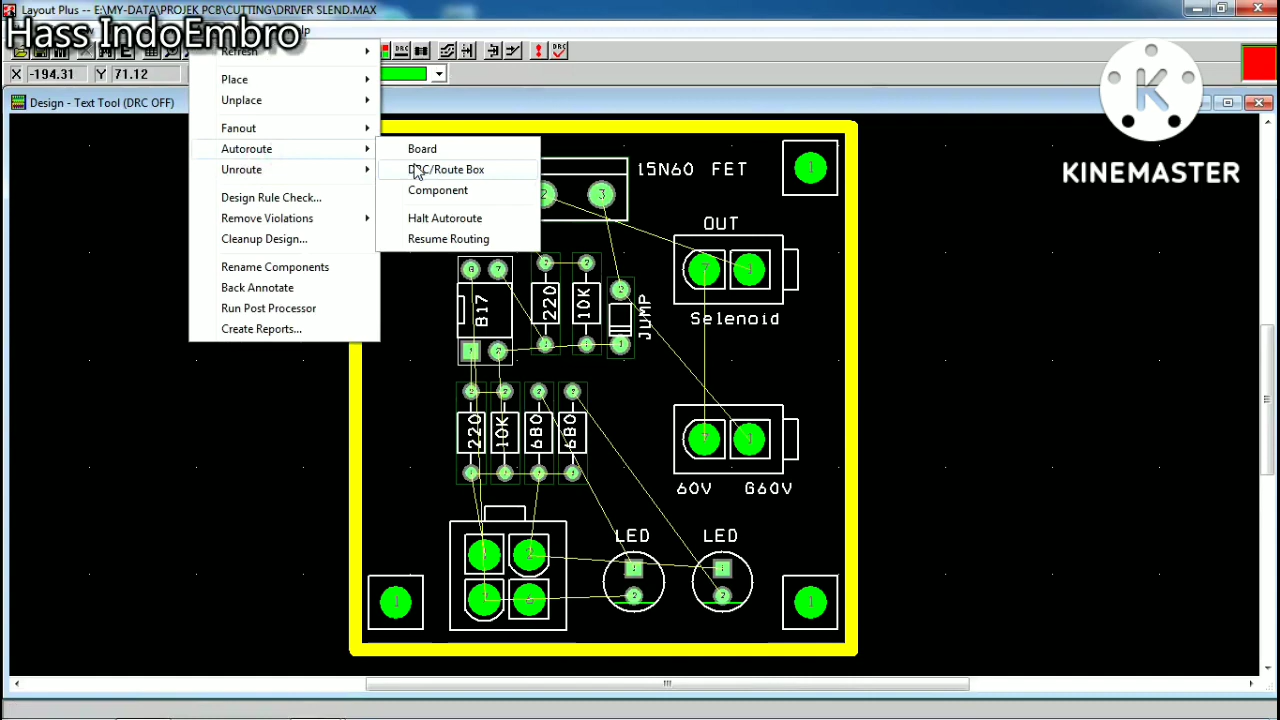 Layout Plus -- E:\MY-DATA\PROJEK PCB\CUTTING\DRIVER SLEND.MAX
Hass IndoEmbro
Refresh
X -194.31 Y 71.12
Design - Text Tool (DRC OFF)
Place
Unplace
Fanout
Autoroute
Unroute
Design Rule Check...
Remove Violations
Cleanup Design...
Rename Components
Back Annotate
Run Post Processor
Create Reports...
Board
DRC/Route Box
Component
Halt Autoroute
Resume Routing
KINEMASTER
15N60 FET
OUT
Selenoid
B17
220
10K
JUMP
220
10K
680
680
60V G60V
LED LED